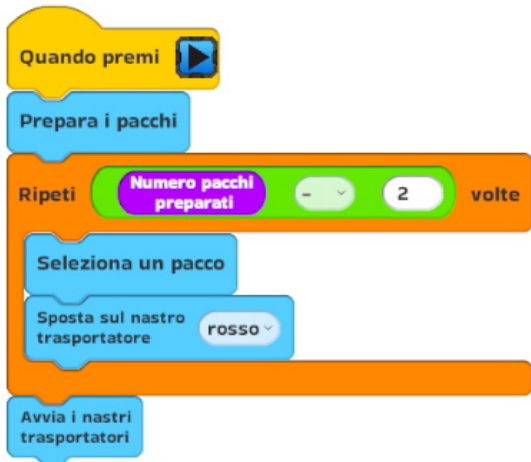 Quando premi
Prepara i pacchi
Ripeti Numero pacchi preparati - 2 volte
Seleziona un pacco
Sposta sul nastro
trasportatore rosso
Avvia i nastri
trasportatori